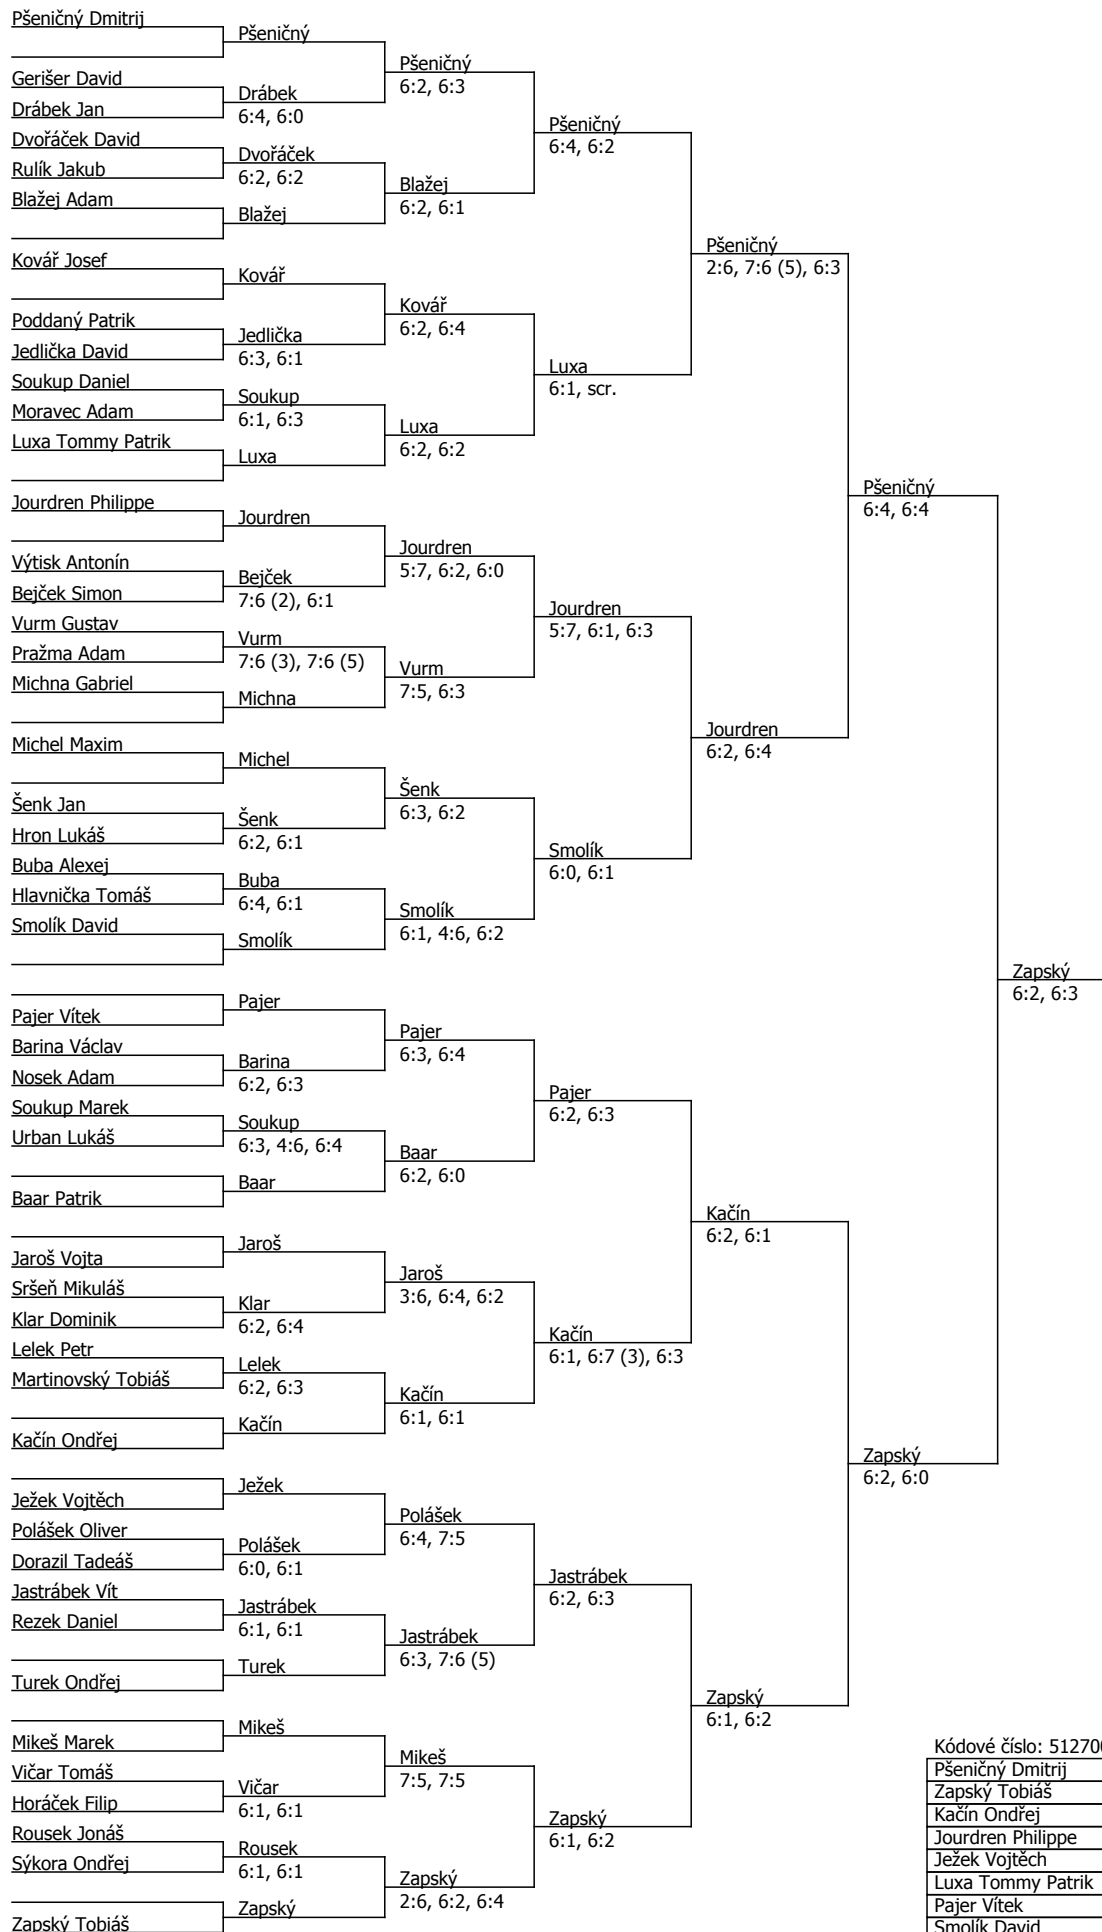 Pšeničný Dmitrij
Gerišer David
Drábek Jan
Dvořáček David
Rulík Jakub
Blažej Adam
Kovář Josef
Poddaný Patrik
Jedlička David
Soukup Daniel
Moravec Adam
Luxa Tommy Patrik
Jourdren Philippe
Výtisk Antonín
Bejček Simon
Vurm Gustav
Pražma Adam
Michna Gabriel
Michel Maxim
Šenk Jan
Hron Lukáš
Buba Alexej
Hlavnička Tomáš
Smolík David
Pajer Vítek
Barina Václav
Nosek Adam
Soukup Marek
Urban Lukáš
Baar Patrik
Jaroš Vojta
Sršeň Mikuláš
Klar Dominik
Lelek Petr
Martinovský Tobiáš
Kačín Ondřej
Ježek Vojtěch
Polášek Oliver
Dorazil Tadeáš
Jastrábek Vít
Rezek Daniel
Turek Ondřej
Mikeš Marek
Vičar Tomáš
Horáček Filip
Rousek Jonáš
Sýkora Ondřej
Zapský Tobiáš
Pšeničný
Drábek
6:4, 6:0
Dvořáček
6:2, 6:2
Blažej
Kovář
Jedlička
6:3, 6:1
Soukup
6:1, 6:3
Luxa
Jourdren
Bejček
7:6 (2), 6:1
Vurm
7:6 (3), 7:6 (5)
Michna
Michel
Šenk
6:2, 6:1
Buba
6:4, 6:1
Smolík
Pajer
Barina
6:2, 6:3
Soukup
6:3, 4:6, 6:4
Baar
Jaroš
Klar
6:2, 6:4
Lelek
6:2, 6:3
Kačín
Ježek
Polášek
6:0, 6:1
Jastrábek
6:1, 6:1
Turek
Mikeš
Vičar
6:1, 6:1
Rousek
6:1, 6:1
Zapský
Pšeničný
6:2, 6:3
Blažej
6:2, 6:1
Kovář
6:2, 6:4
Luxa
6:2, 6:2
Jourdren
5:7, 6:2, 6:0
Vurm
7:5, 6:3
Šenk
6:3, 6:2
Smolík
6:1, 4:6, 6:2
Pajer
6:3, 6:4
Baar
6:2, 6:0
Jaroš
3:6, 6:4, 6:2
Kačín
6:1, 6:1
Polášek
6:4, 7:5
Jastrábek
6:3, 7:6 (5)
Mikeš
7:5, 7:5
Zapský
2:6, 6:2, 6:4
Pšeničný
6:4, 6:2
Luxa
6:1, scr.
Jourdren
5:7, 6:1, 6:3
Smolík
6:0, 6:1
Pajer
6:2, 6:3
Kačín
6:1, 6:7 (3), 6:3
Jastrábek
6:2, 6:3
Zapský
6:1, 6:2
Pšeničný
2:6, 7:6 (5), 6:3
Jourdren
6:2, 6:4
Kačín
6:2, 6:1
Zapský
6:1, 6:2
Pšeničný
6:4, 6:4
Zapský
6:2, 6:0
Zapský
6:2, 6:3
Kódové číslo: 51270
Pšeničný Dmitrij
Zapský Tobiáš
Kačín Ondřej
Jourdren Philippe
Ježek Vojtěch
Luxa Tommy Patrik
Pajer Vítek
Smolík David